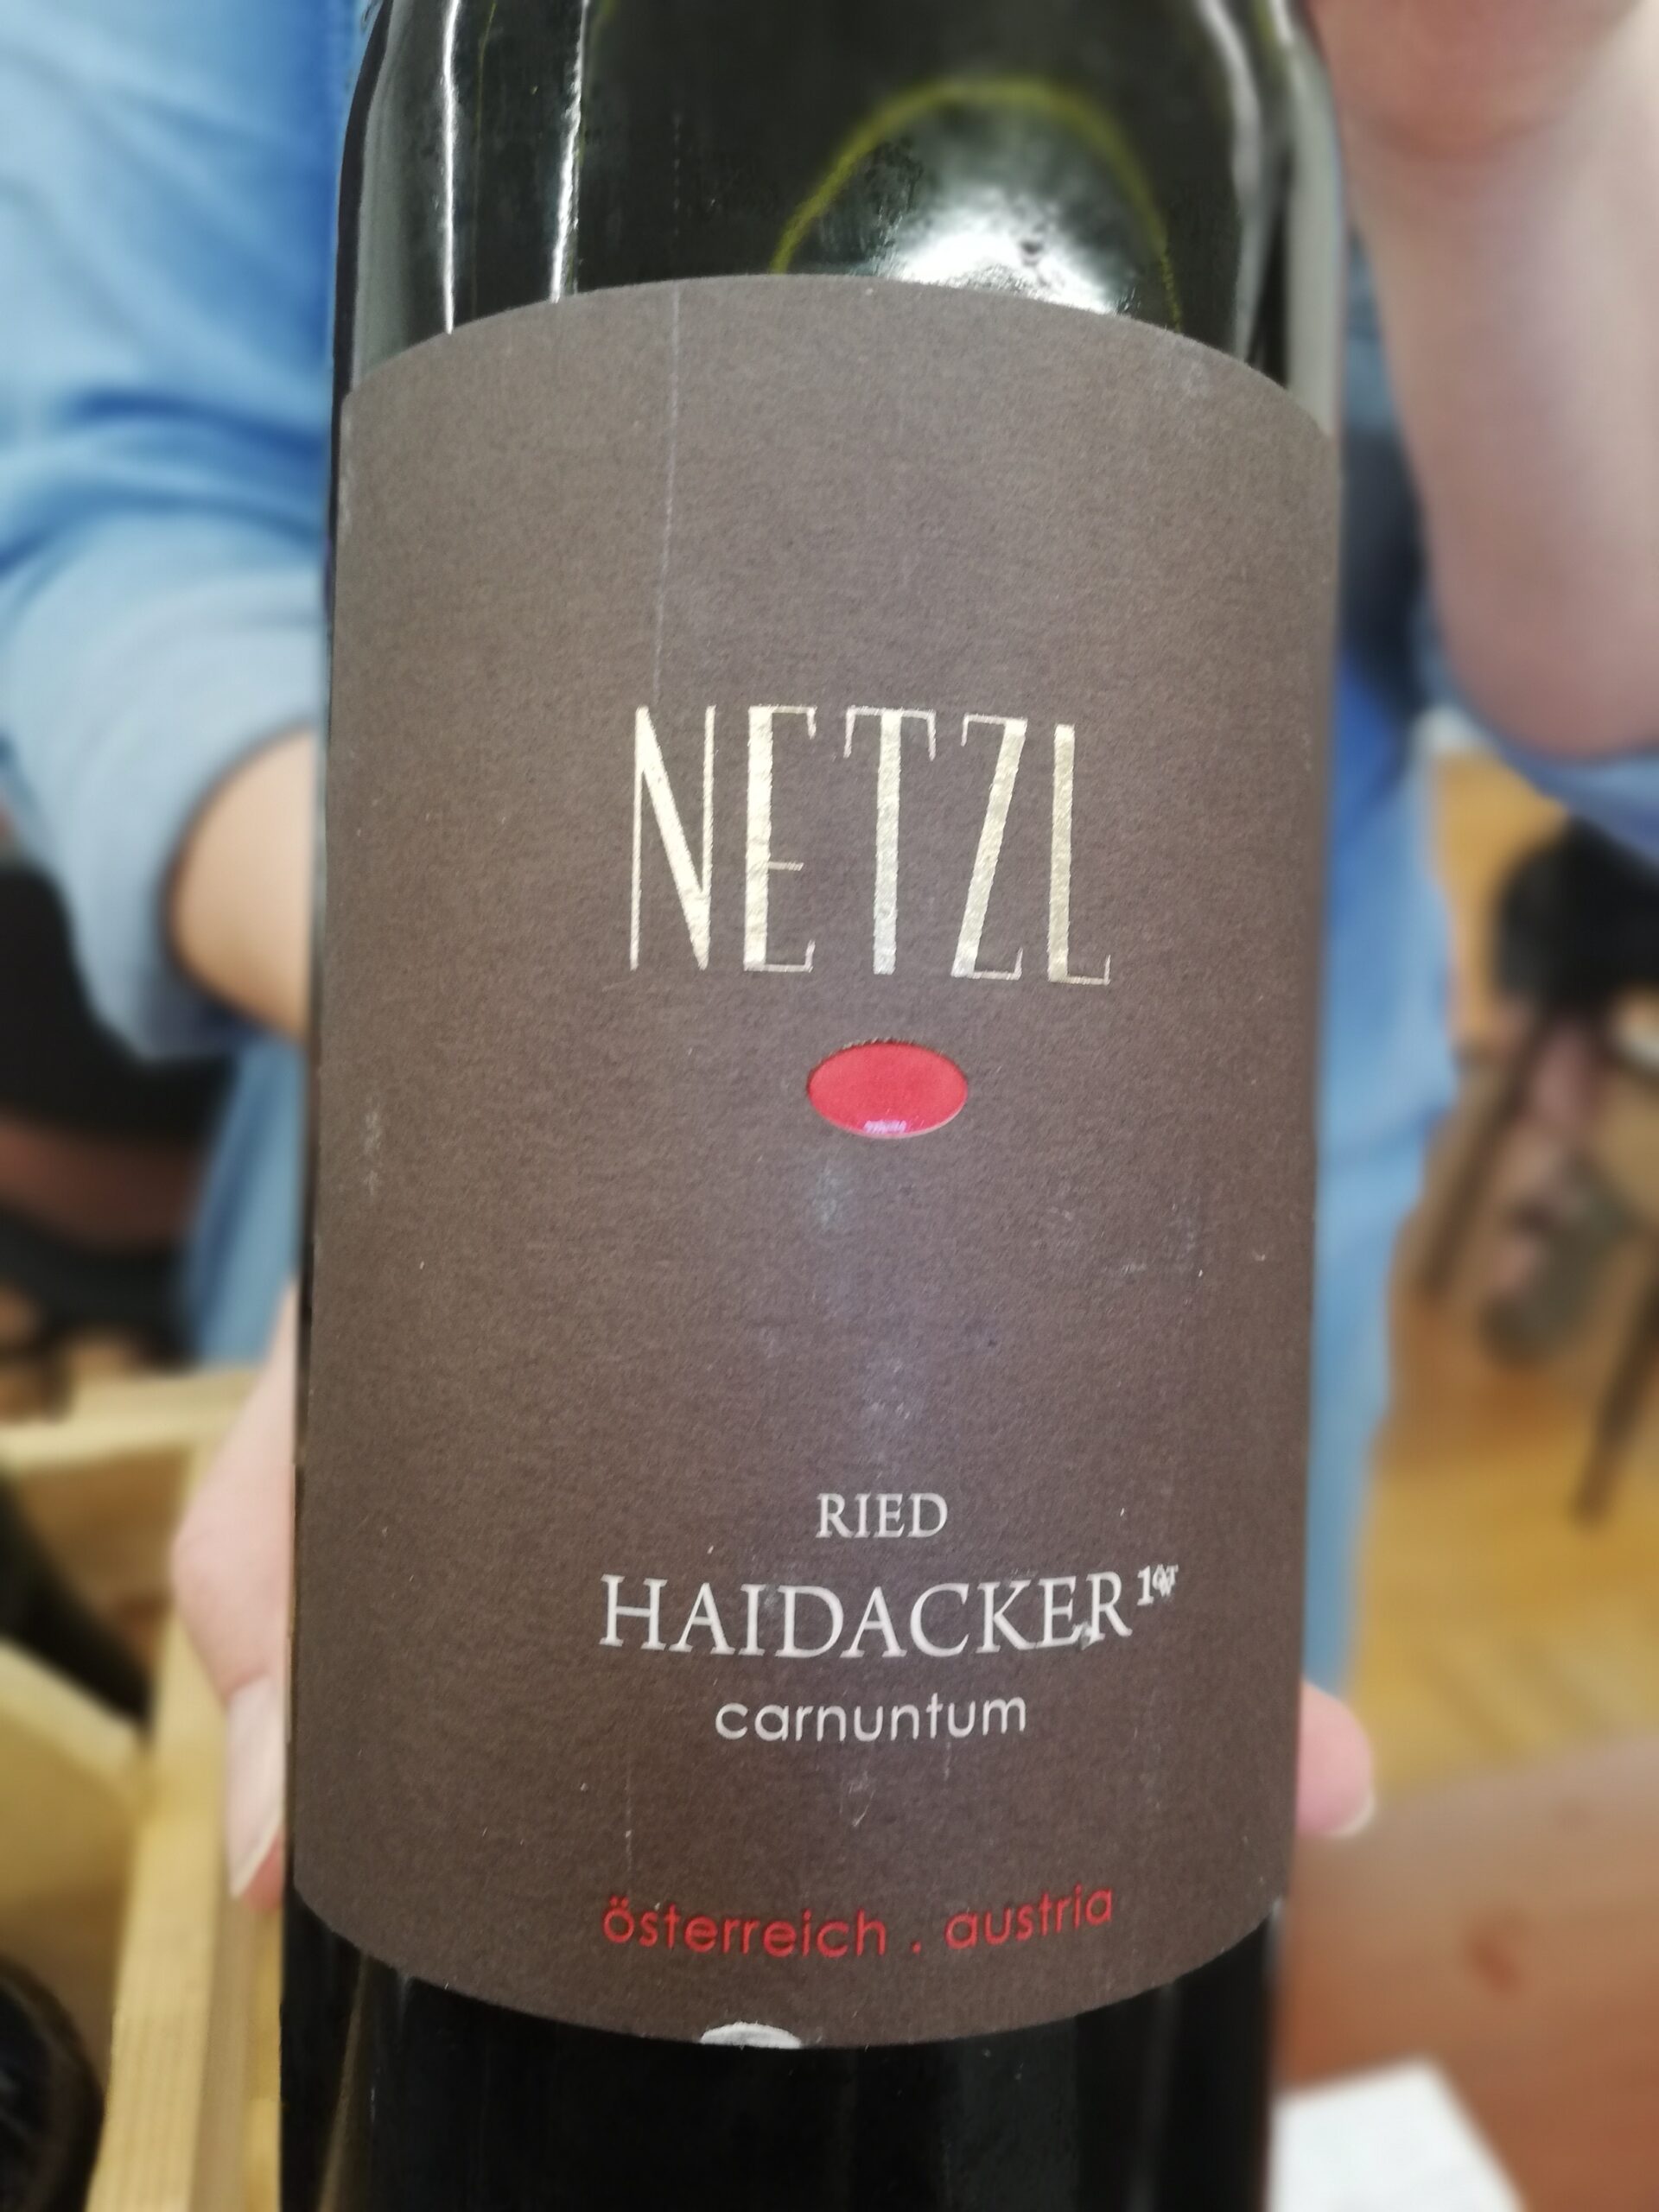 NETZL
RIED
HAIDACKER
carnuntum
österreich . austria